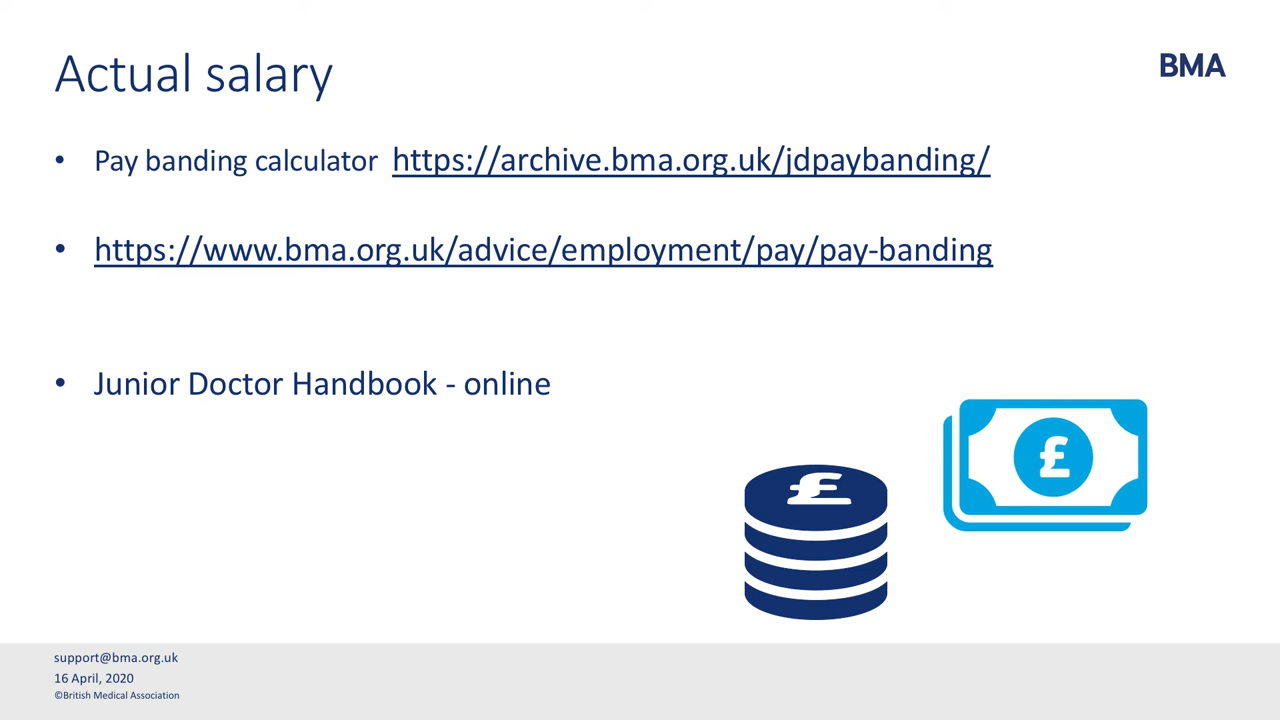 Actual salary
BMA
• Pay banding calculator https://archive.bma.org.uk/jdpaybanding/
• https://www.bma.org.uk/advice/employment/pay/pay-banding
• Junior Doctor Handbook - online
£
£
support@bma.org.uk
16 April, 2020
©British Medical Association